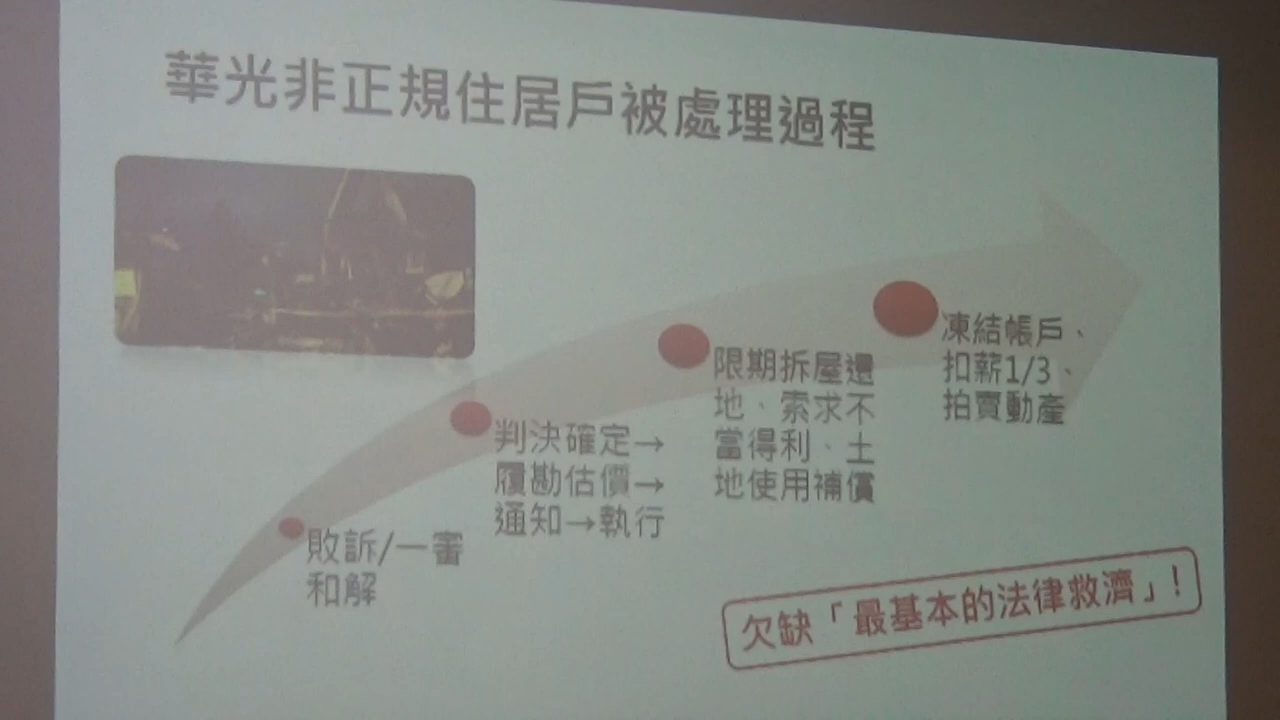 華光非正規住居戶被處理過程
敗訴/一審
和解
判決確定→
履勘估價→
通知→執行
限期拆屋還
地、索求不
當得利、土
地使用補償
凍結帳戶、
扣薪1/3、
拍賣動產
欠缺「最基本的法律救濟」!